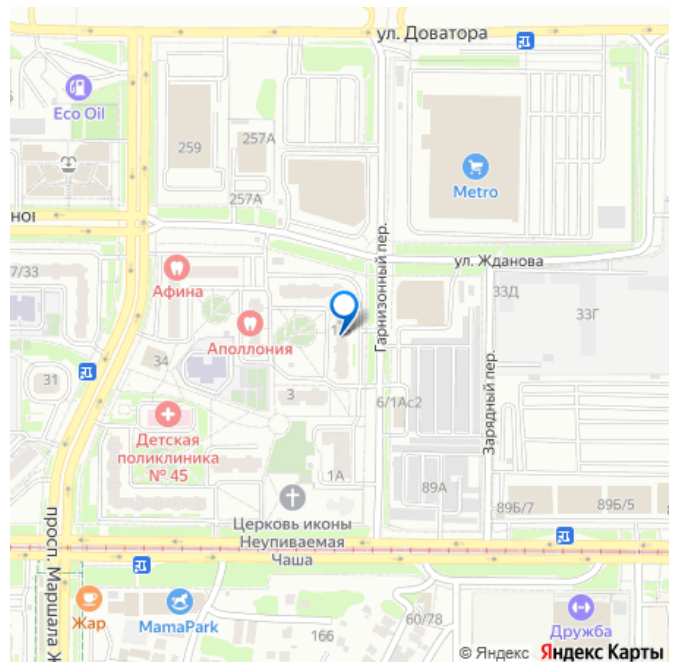 ул. Доватора
Eco Oil
259
257А
Metro
257А
ул. Жданова
Гарнизонный пер.
7/33
Афина
33Д
33Г
Аполлония
34
31
3
6/1Ас2
Зарядный пер.
Детская
поликлиника
№ 45
1А
89А
89Б/7
89Б/5
Церковь иконы
Неупиваемая
Чаша
просп. Маршала Ж
Жар
MamaPark
166
60/78
Дружба
© Яндекс Яндекс Карты